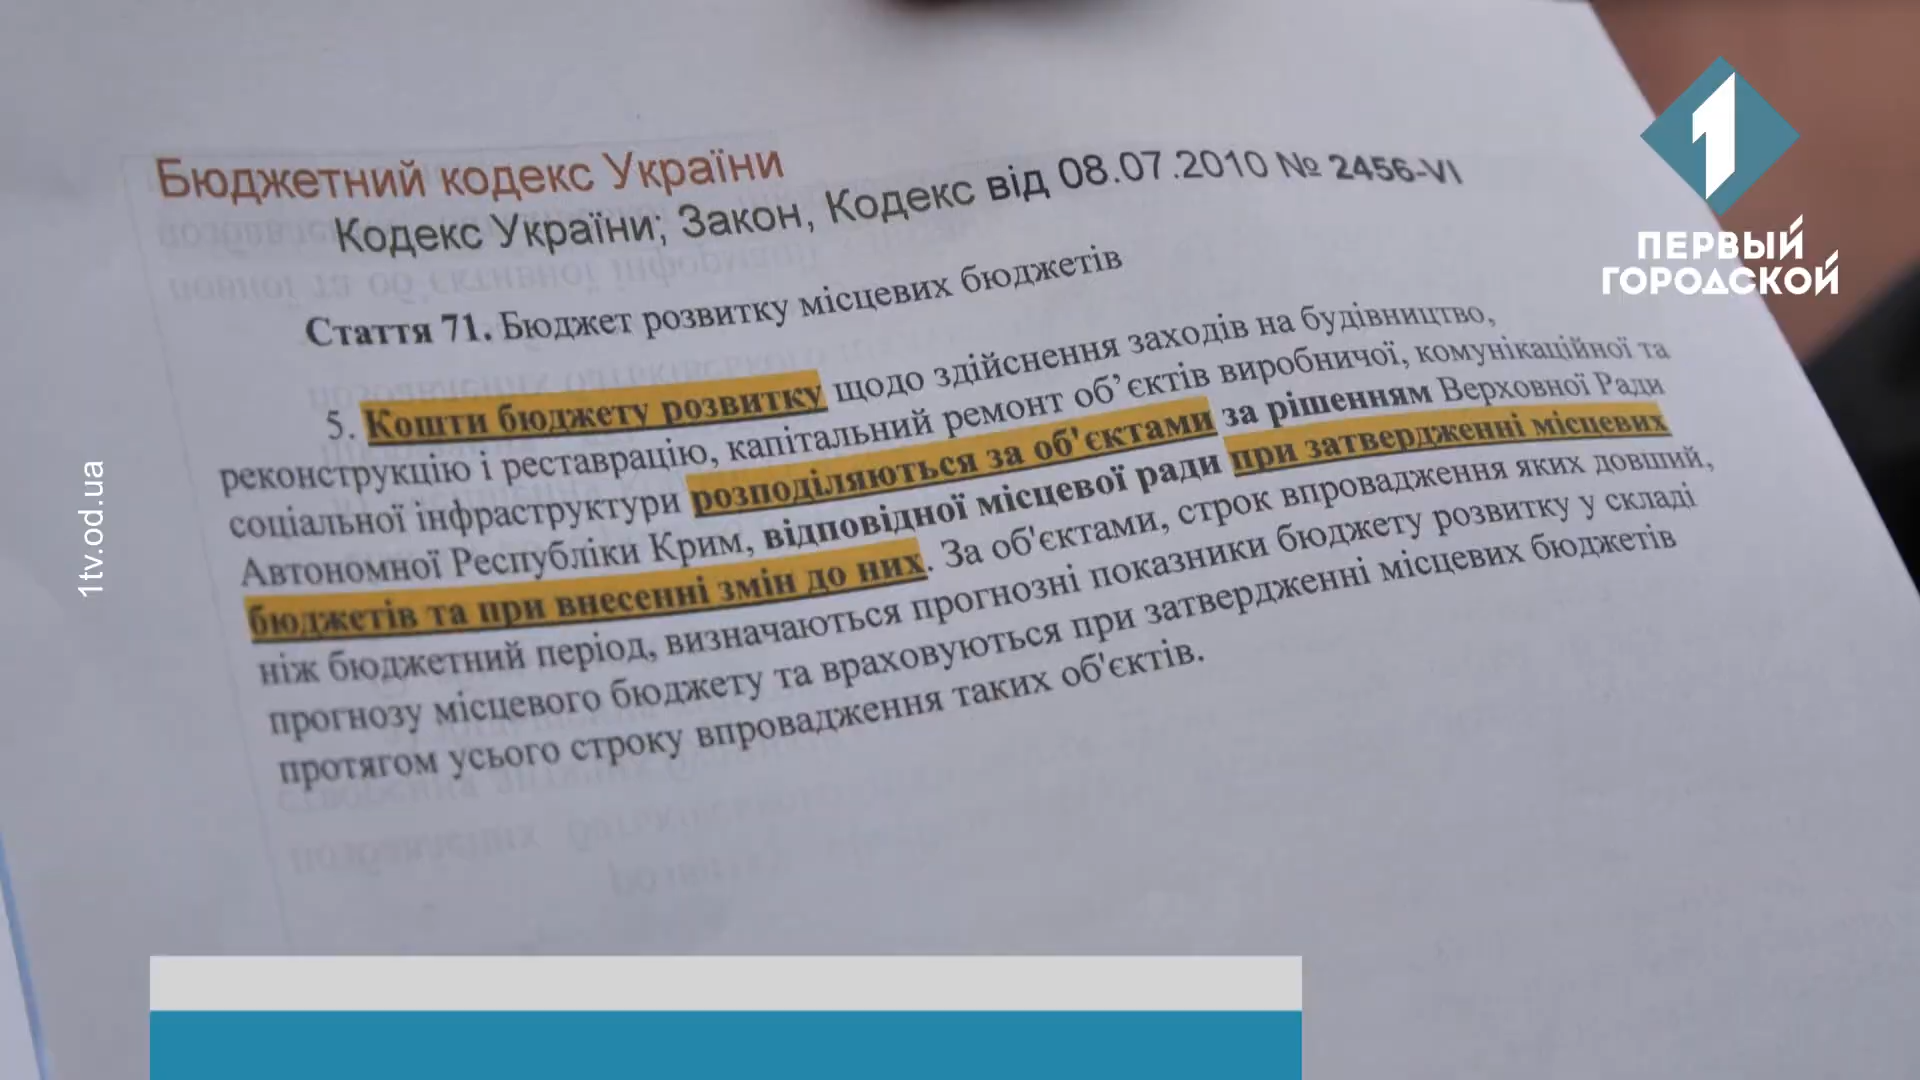 Бюджетний кодекс України
Кодекс України; Закон, Кодекс від 08.07.2010 № 2456-VI
Стаття 71. Бюджет розвитку місцевих бюджетів
5. Кошти бюджету розвитку щодо здійснення заходів на будівництво,
реконструкцію і реставрацію, капітальний ремонт об’єктів виробничої, комунікаційної та
соціальної інфраструктури розподіляються за об'єктами за рішенням Верховної Ради
Автономної Республіки Крим, відповідної місцевої ради при затвердженні місцевих
бюджетів та при внесенні змін до них. За об'єктами, строк впровадження яких довший,
ніж бюджетний період, визначаються прогнозні показники бюджету розвитку у складі
прогнозу місцевого бюджету та враховуються при затвердженні місцевих бюджетів
протягом усього строку впровадження таких об'єктів.
1
ПЕРВЫЙ
ГОРОДСКОЙ
1tv.od.ua